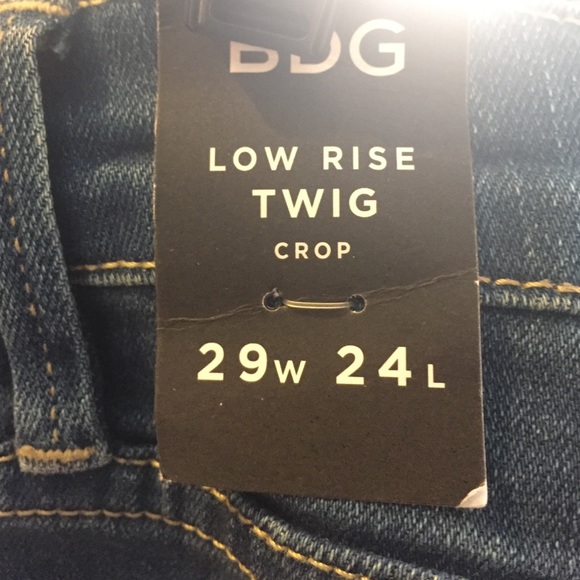 BDG
LOW RISE
TWIG
CROP
29W 24L